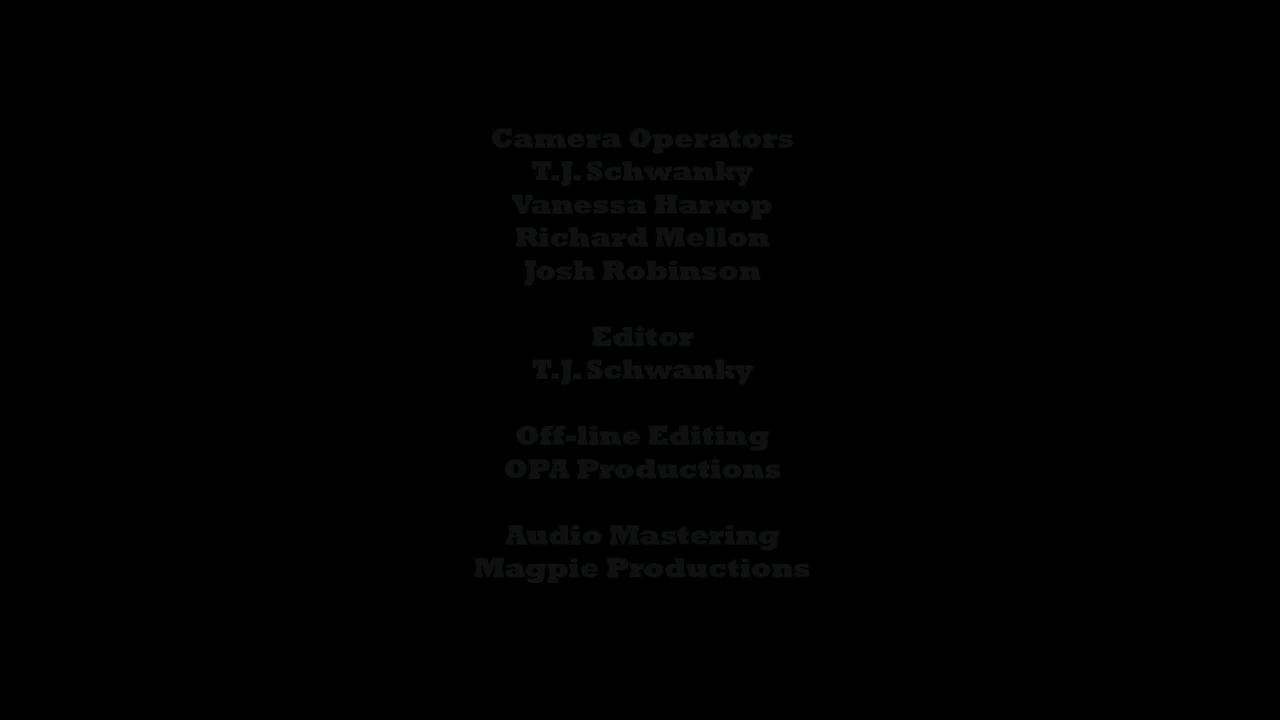 Camera Operators
T.J. Schwanky
Vanessa Harrop
Richard Mellon
Josh Robinson
Editor
T.J. Schwanky
Off-line Editing
OPA Productions
Audio Mastering
Magpie Productions